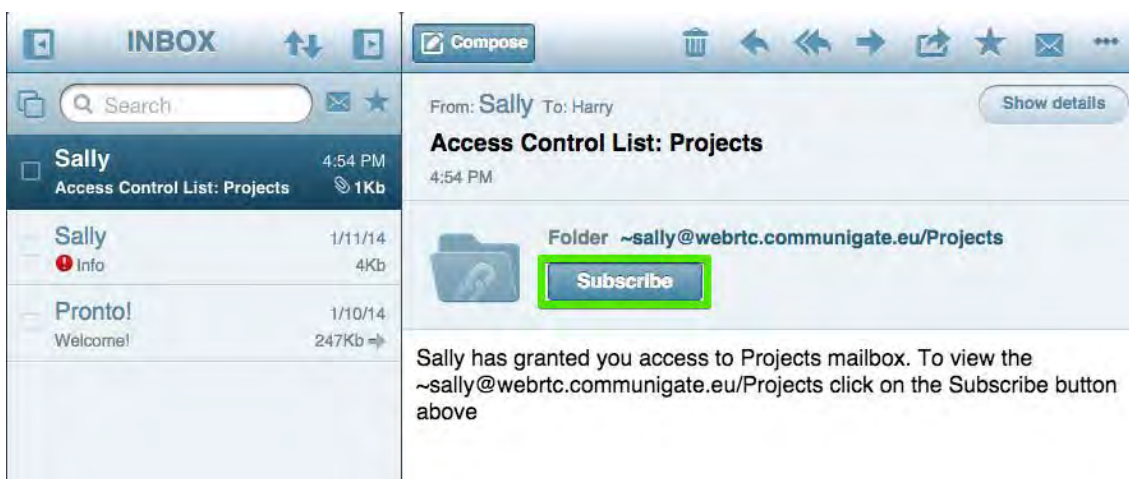 INBOX
Search
Sally 4:54 PM
Access Control List: Projects 1Kb
Sally 1/11/14
Info 4Kb
Pronto! 1/10/14
Welcome! 247Kb
Compose
From: Sally To: Harry Show details
Access Control List: Projects
4:54 PM
Folder ~sally@webrtc.communigate.eu/Projects
Subscribe
Sally has granted you access to Projects mailbox. To view the
~sally@webrtc.communigate.eu/Projects click on the Subscribe button
above